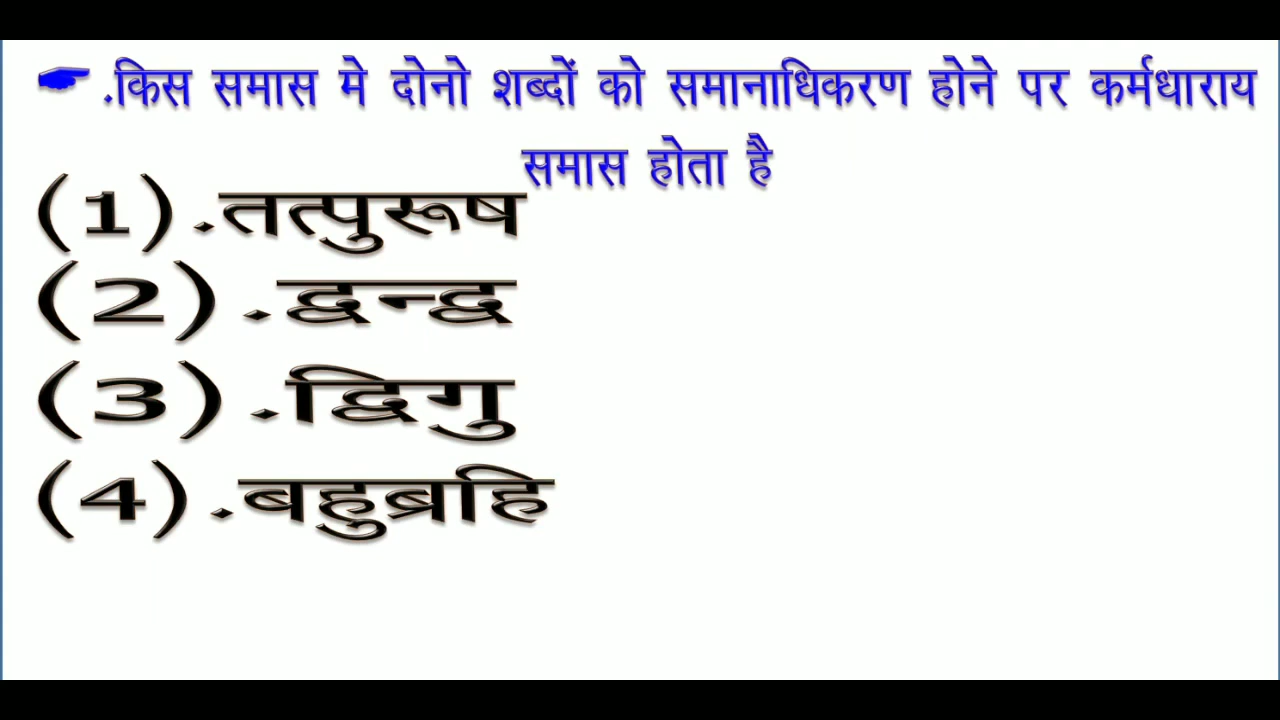 ☛.किस समास मे दोनो शब्दों को समानाधिकरण होने पर कर्मधाराय
समास होता है
(1).तत्पुरूष
(2).द्वन्द्व
(3).द्विगु
(4).बहुब्रहि